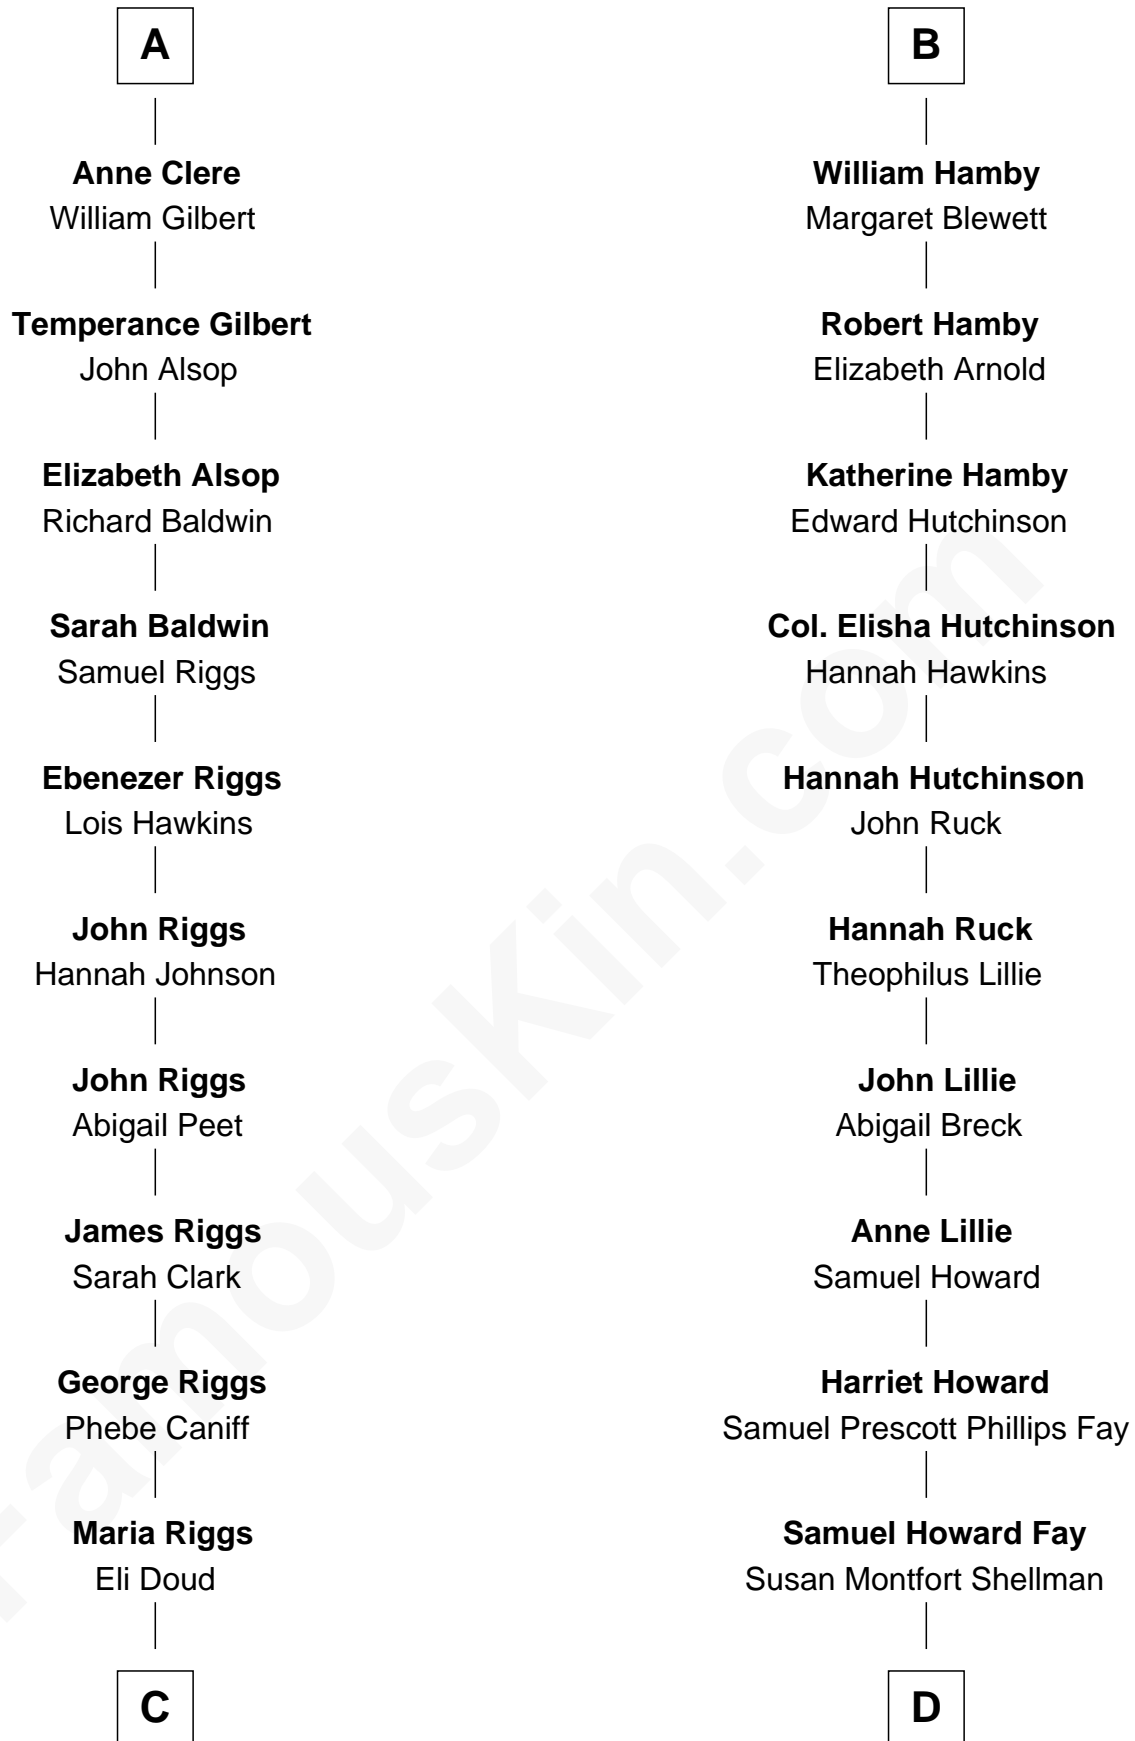 A
Anne Clere
William Gilbert
Temperance Gilbert
John Alsop
Elizabeth Alsop
Richard Baldwin
Sarah Baldwin
Samuel Riggs
Ebenezer Riggs
Lois Hawkins
John Riggs
Hannah Johnson
John Riggs
Abigail Peet
James Riggs
Sarah Clark
George Riggs
Phebe Caniff
Maria Riggs
Eli Doud
C
B
William Hamby
Margaret Blewett
Robert Hamby
Elizabeth Arnold
Katherine Hamby
Edward Hutchinson
Col. Elisha Hutchinson
Hannah Hawkins
Hannah Hutchinson
John Ruck
Hannah Ruck
Theophilus Lillie
John Lillie
Abigail Breck
Anne Lillie
Samuel Howard
Harriet Howard
Samuel Prescott Phillips Fay
Samuel Howard Fay
Susan Montfort Shellman
D
FamousKin.com